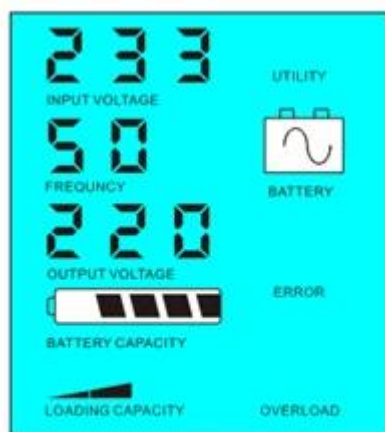 233
UTILITY
INPUT VOLTAGE
50
FREQUNCY
BATTERY
220
OUTPUT VOLTAGE
ERROR
BATTERY CAPACITY
LOADING CAPACITY
OVERLOAD